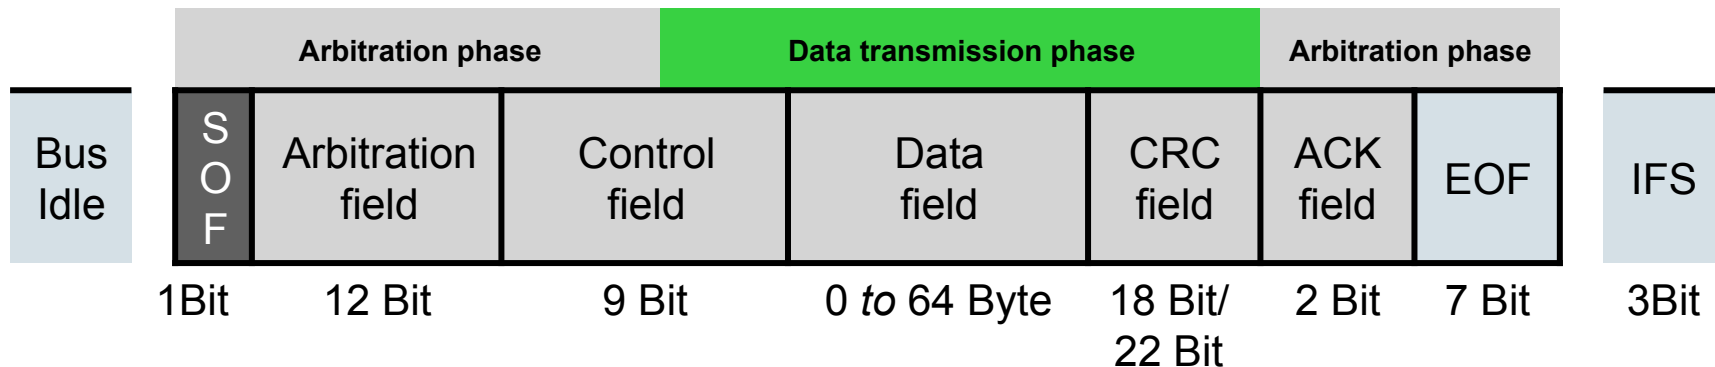 Arbitration phase
Data transmission phase
Arbitration phase
Bus
Idle
S
O
F
Arbitration
field
Control
field
Data
field
CRC
field
ACK
field
EOF
IFS
1Bit
12 Bit
9 Bit
0 to 64 Byte
18 Bit/
22 Bit
2 Bit
7 Bit
3Bit